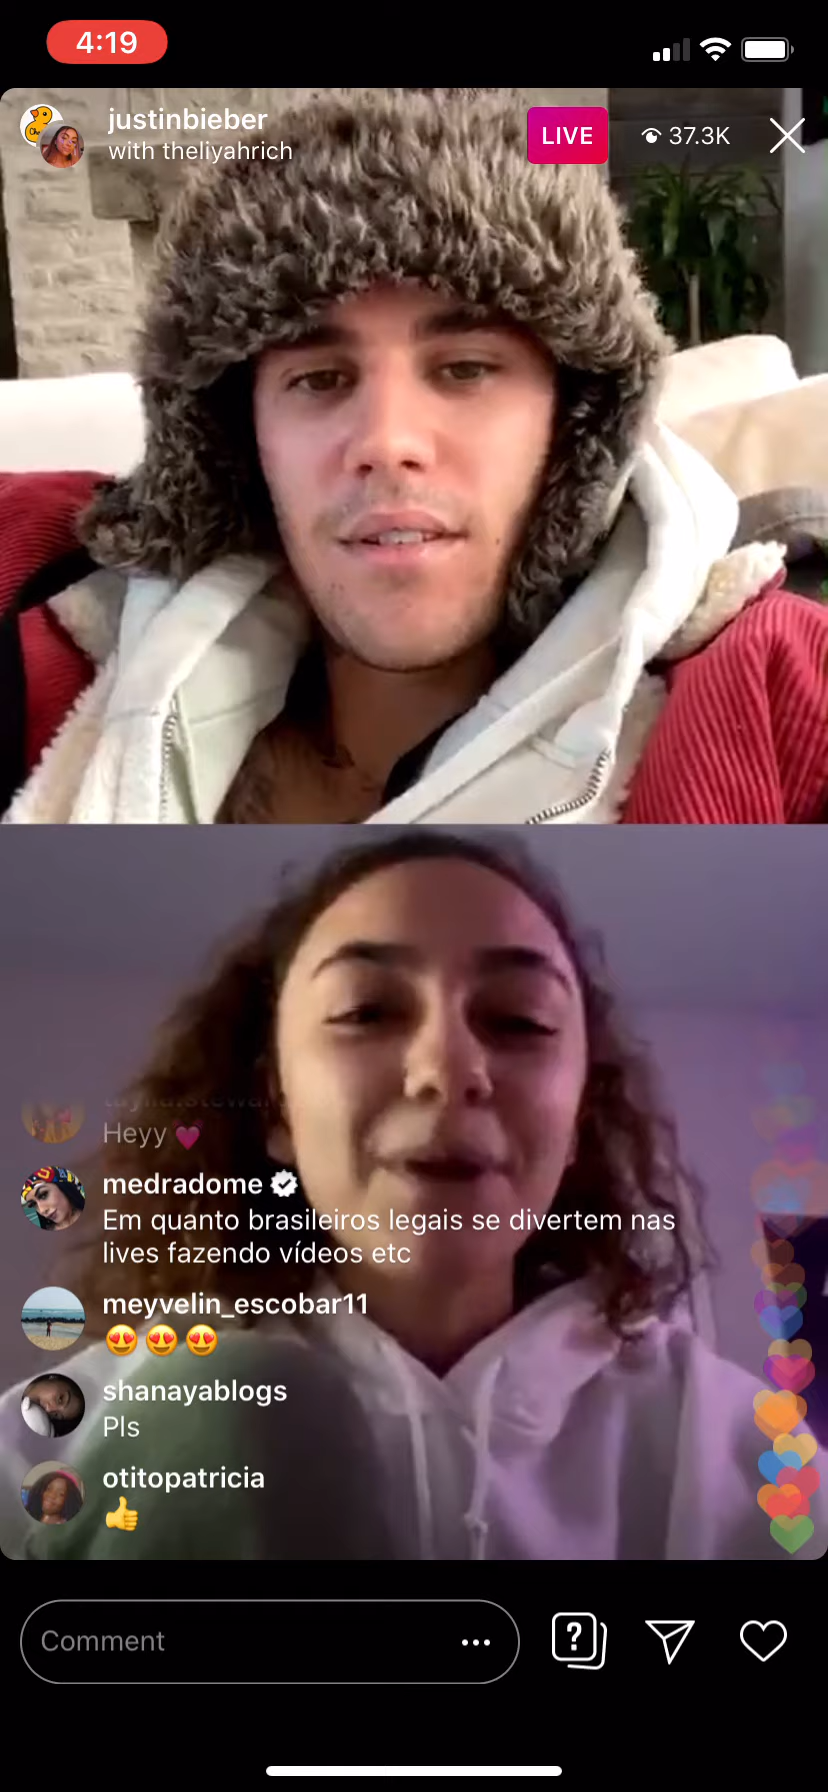 4:19
justinbieber
with theliyahrich
LIVE
37.3K
Heyy
medradome
Em quanto brasileiros legais se divertem nas
lives fazendo vídeos etc
meyvelin_escobar11
shanayablogs
Pls
otitopatricia
Comment